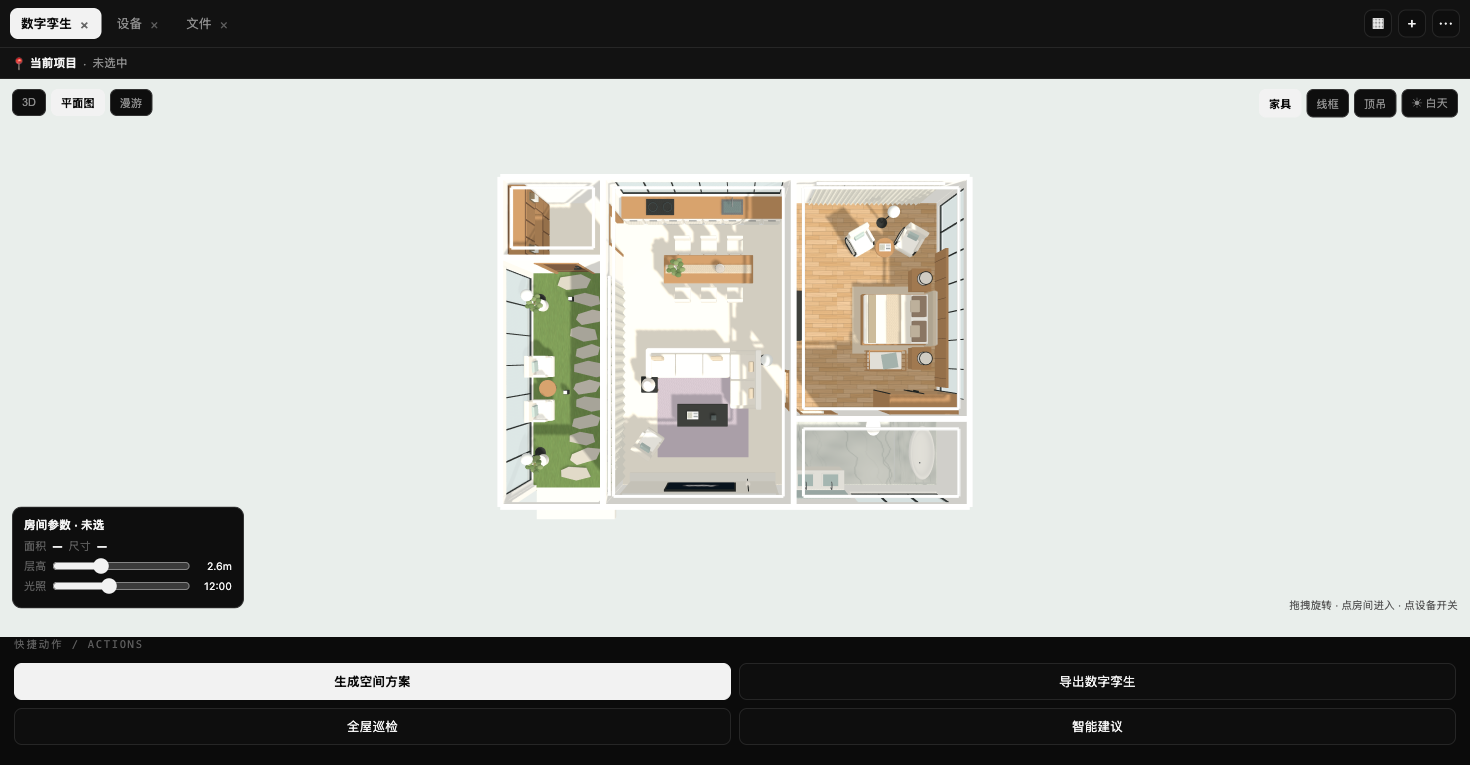 数字孪生 × 设备 × 文件 × ▦ + ⋯
📍 当前项目 · 未选中
3D 平面图 漫游 家具 线框 顶吊 ☀ 白天
房间参数 · 未选
面积 — 尺寸 —
层高 2.6m
光照 12:00
拖拽旋转 · 点房间进入 · 点设备开关
快捷动作 / ACTIONS
生成空间方案 导出数字孪生
全屋巡检 智能建议